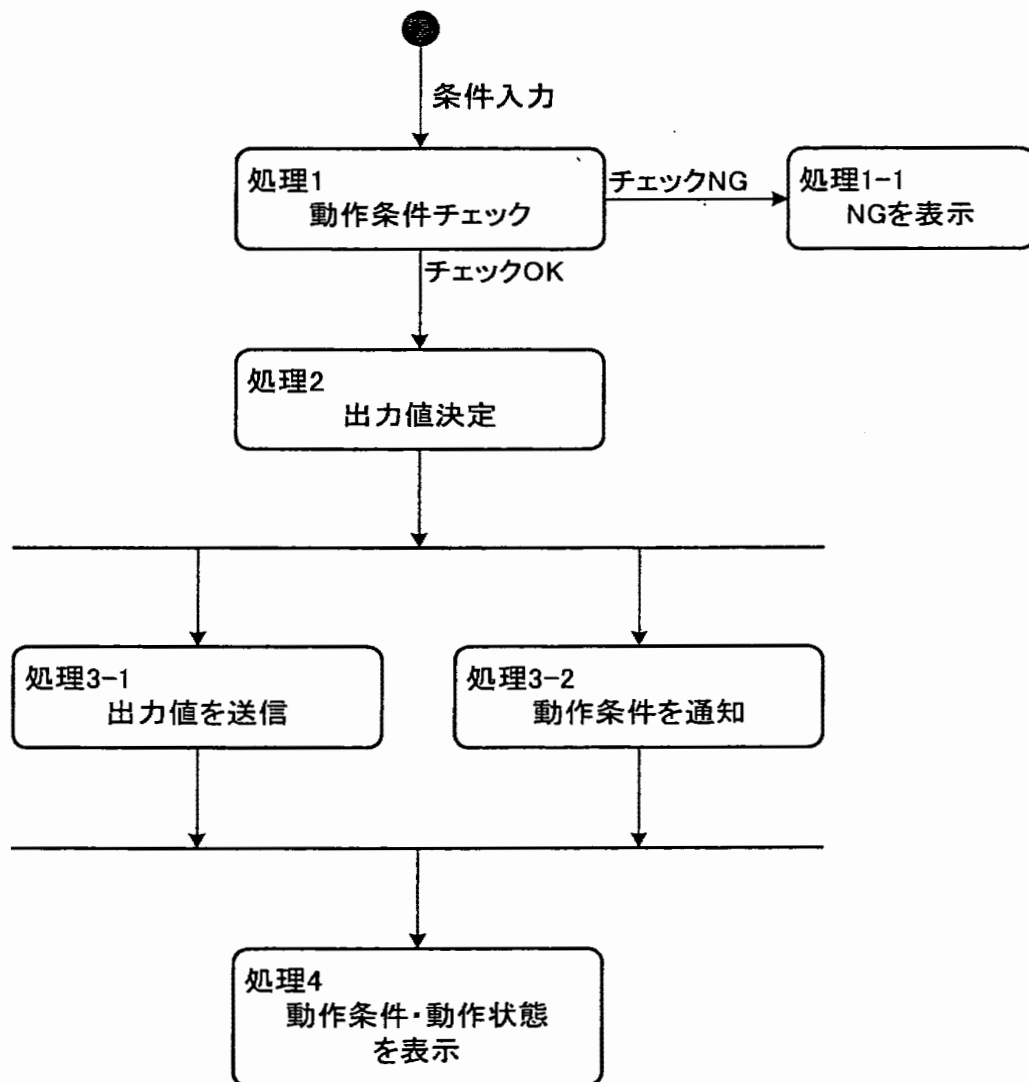 条件入力
処理1
動作条件チェック
チェックNG
処理1-1
NGを表示
チェックOK
処理2
出力値決定
処理3-1
出力値を送信
処理3-2
動作条件を通知
処理4
動作条件・動作状態
を表示